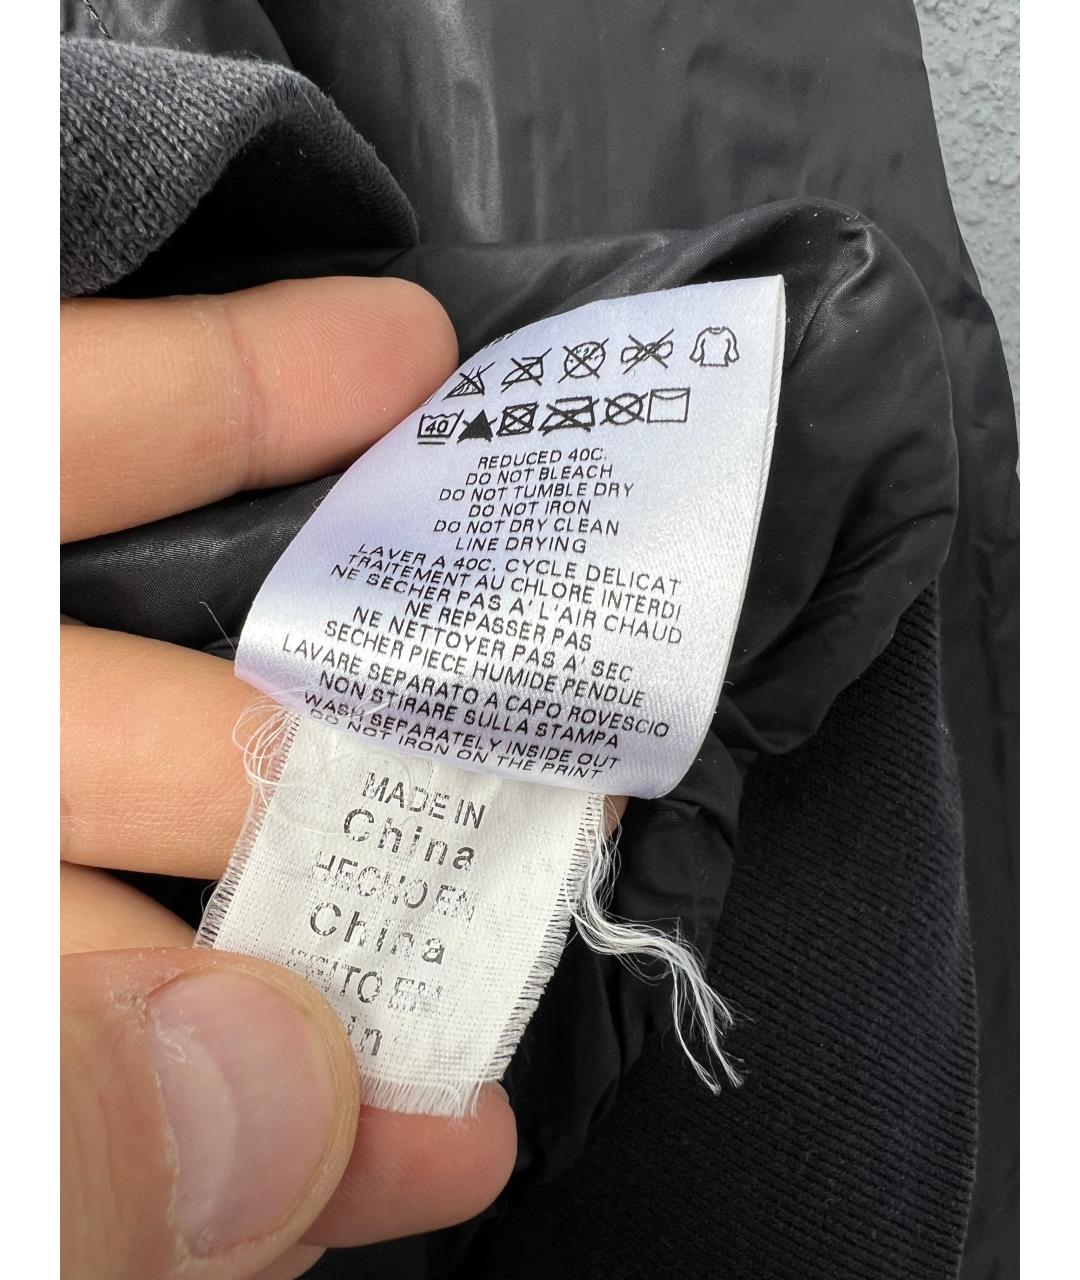 40
REDUCED 40C.
DO NOT BLEACH
DO NOT TUMBLE DRY
DO NOT IRON
DO NOT DRY CLEAN
LINE DRYING
LAVER A 40C. CYCLE DELICAT
TRAITEMENT AU CHLORE INTERDI
NE SECHER PAS A' L'AIR CHAUD
NE REPASSER PAS
NE NETTOYER PAS A' SEC
SECHER PIECE HUMIDE PENDUE
LAVARE SEPARATO A CAPO ROVESCIO
NON STIRARE SULLA STAMPA
WASH SEPARATELY INSIDE OUT
DO NOT IRON ON THE PRINT
MADE IN
China
HECHO EN
China
EN